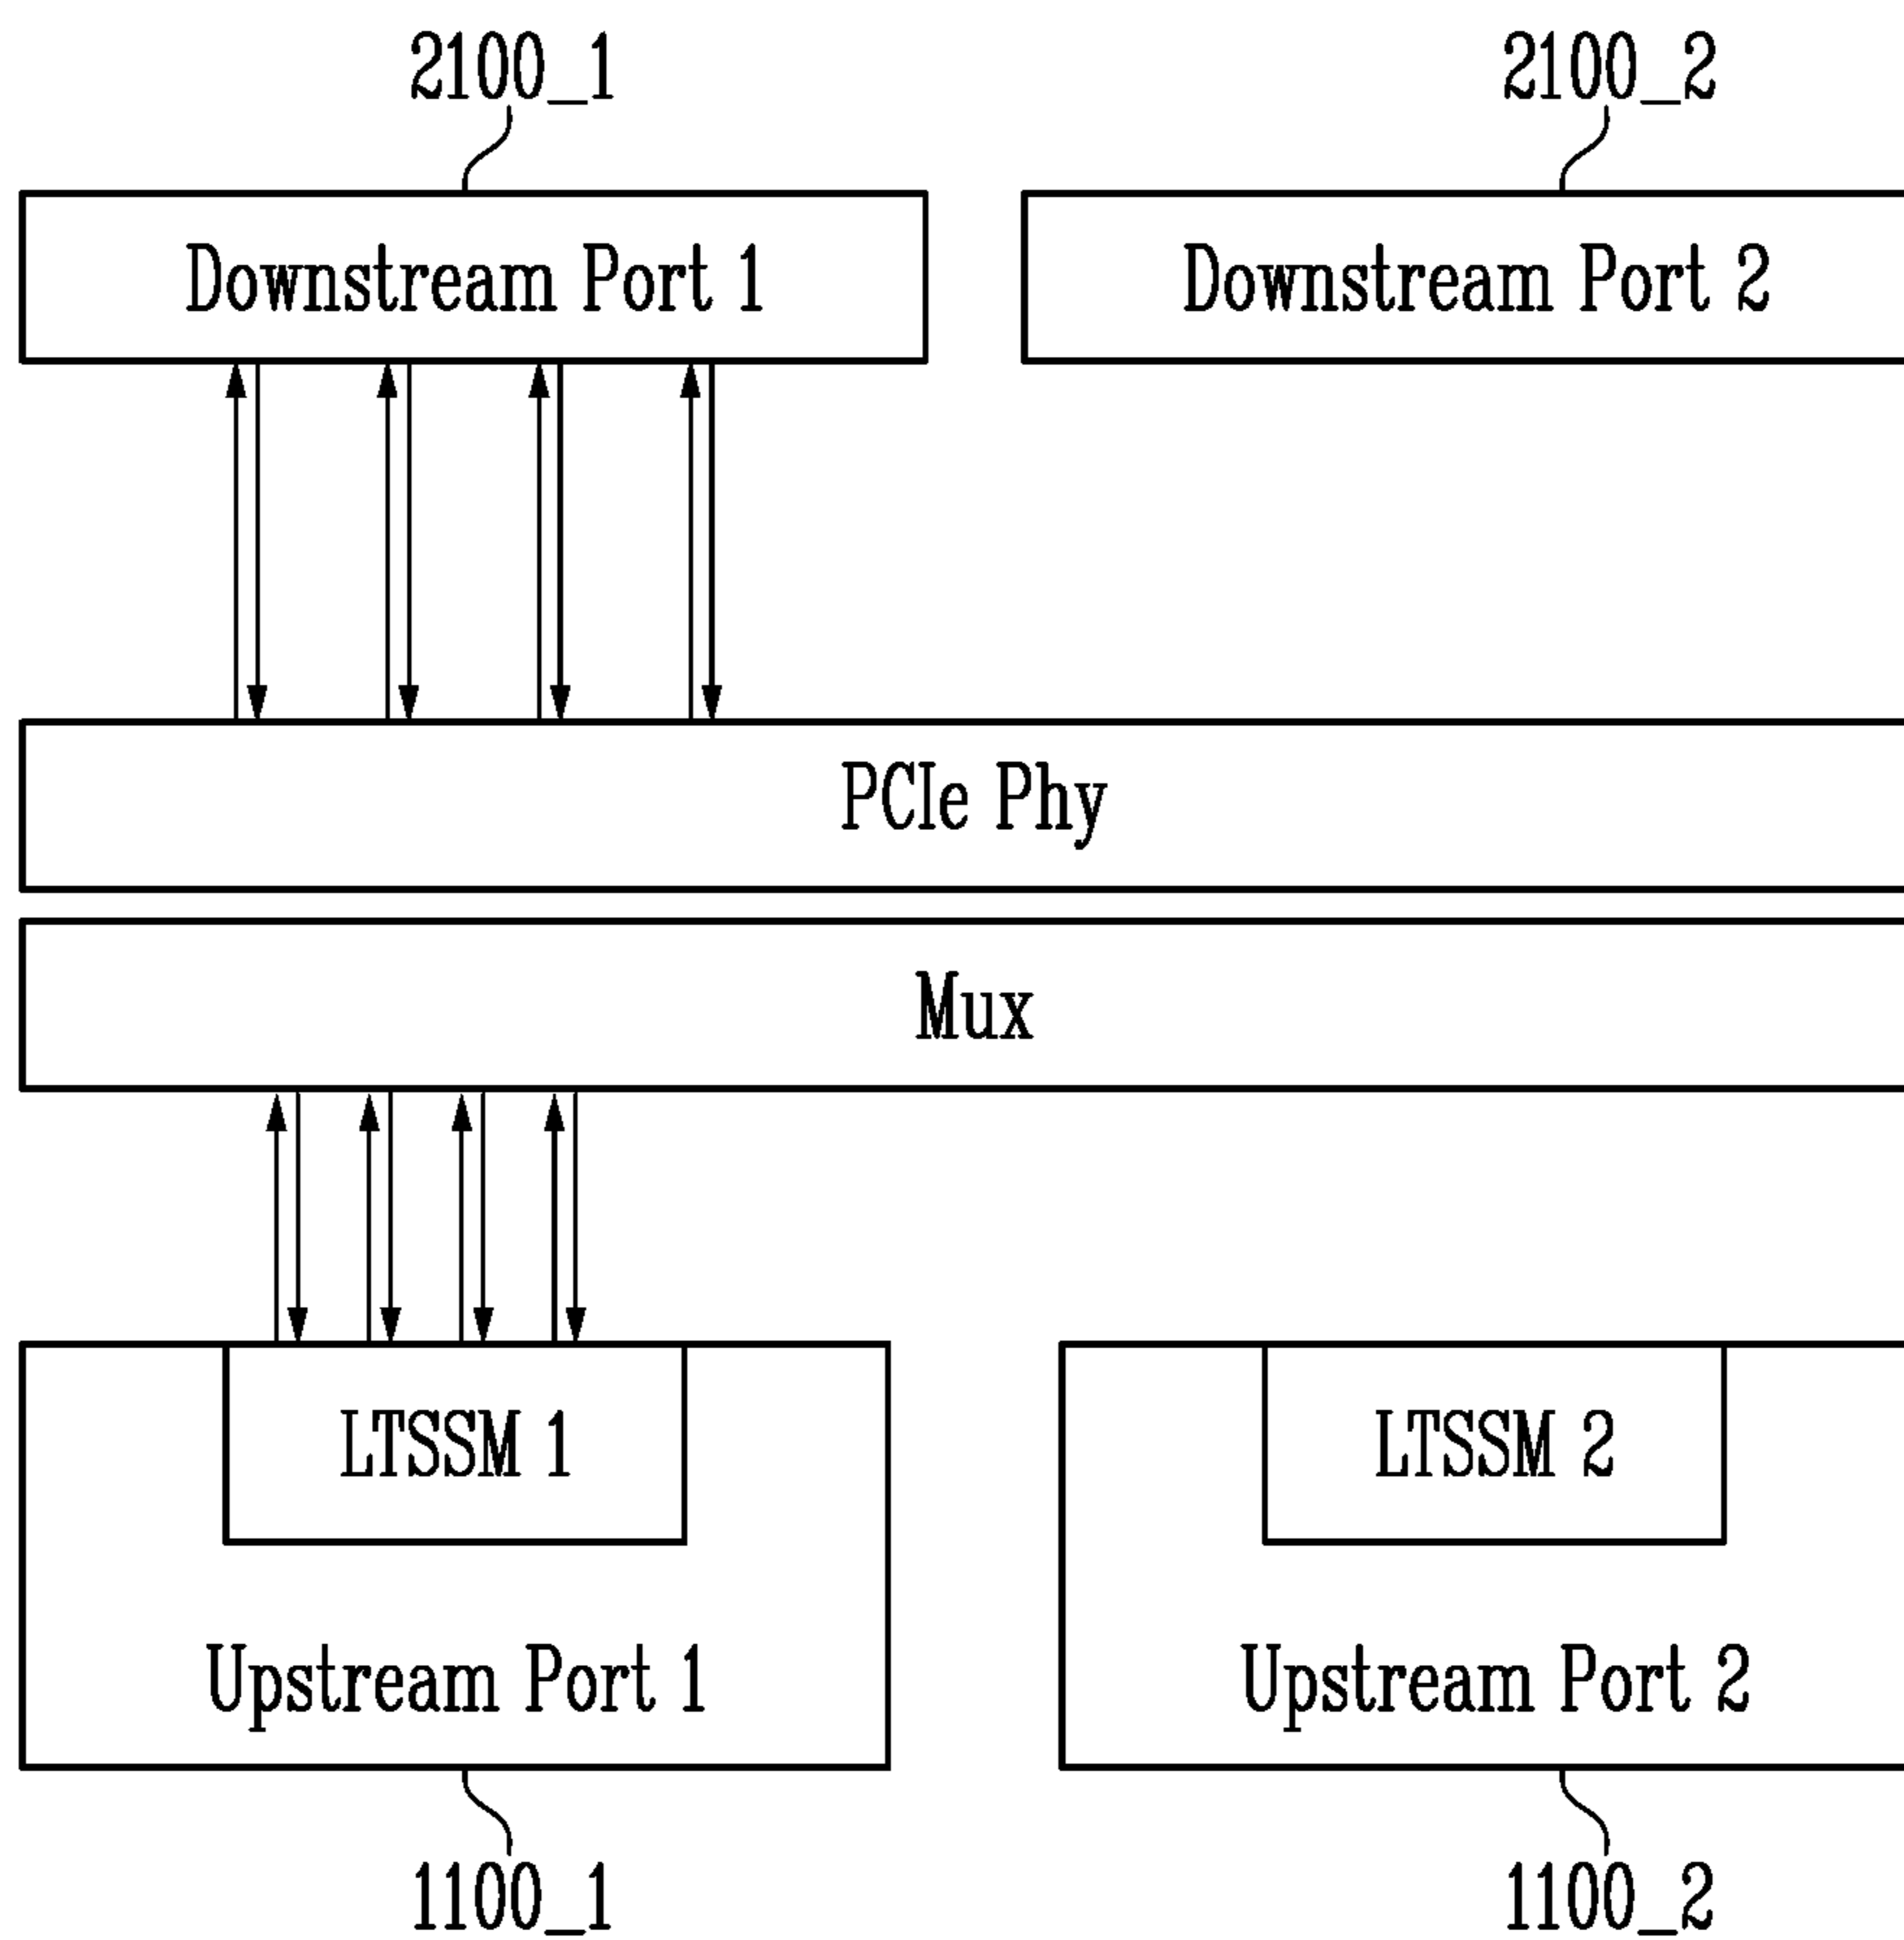 2100_1 2100_2
Downstream Port 1 Downstream Port 2
PCIe Phy
Mux
LTSSM 1 LTSSM 2
Upstream Port 1 Upstream Port 2
1100_1 1100_2